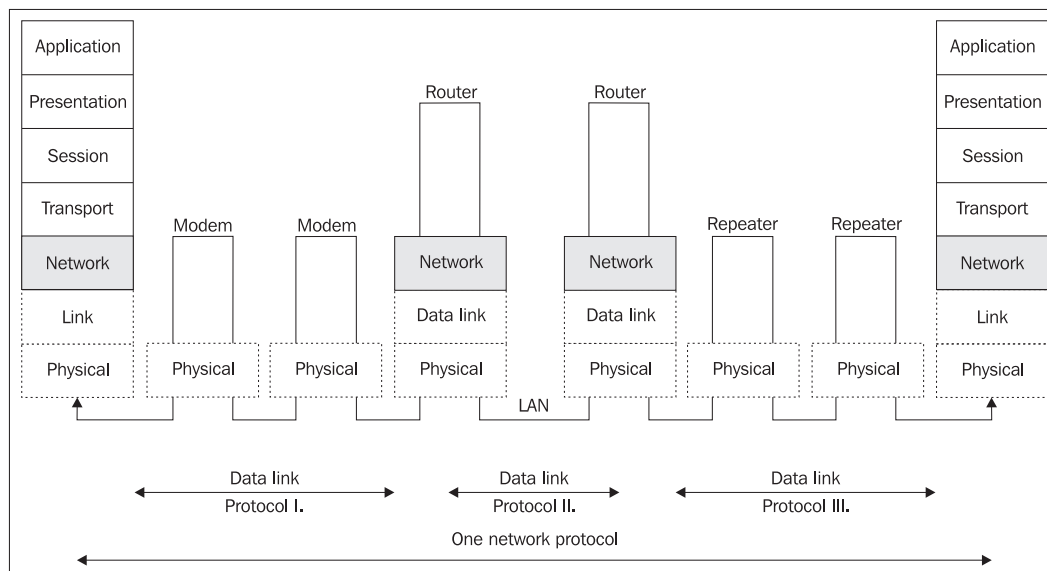 Application
Presentation
Session
Transport
Network
Link
Physical
Modem
Physical
Modem
Physical
Router
Network
Data link
Physical
LAN
Router
Network
Data link
Physical
Repeater
Physical
Repeater
Physical
Application
Presentation
Session
Transport
Network
Link
Physical
Data link
Protocol I.
Data link
Protocol II.
Data link
Protocol III.
One network protocol